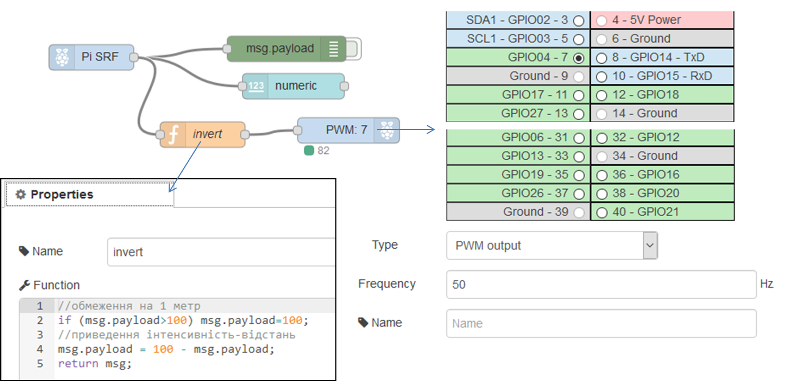 Pi SRF
msg.payload
123 numeric
invert
PWM: 7
82
SDA1 - GPIO02 - 3 4 - 5V Power
SCL1 - GPIO03 - 5 6 - Ground
GPIO04 - 7 8 - GPIO14 - TxD
Ground - 9 10 - GPIO15 - RxD
GPIO17 - 11 12 - GPIO18
GPIO27 - 13 14 - Ground
GPIO06 - 31 32 - GPIO12
GPIO13 - 33 34 - Ground
GPIO19 - 35 36 - GPIO16
GPIO26 - 37 38 - GPIO20
Ground - 39 40 - GPIO21
Properties
Name invert
Function
1 //обмеження на 1 метр
2 if (msg.payload>100) msg.payload=100;
3 //приведення інтенсивність-відстань
4 msg.payload = 100 - msg.payload;
5 return msg;
Type PWM output
Frequency 50 Hz
Name Name